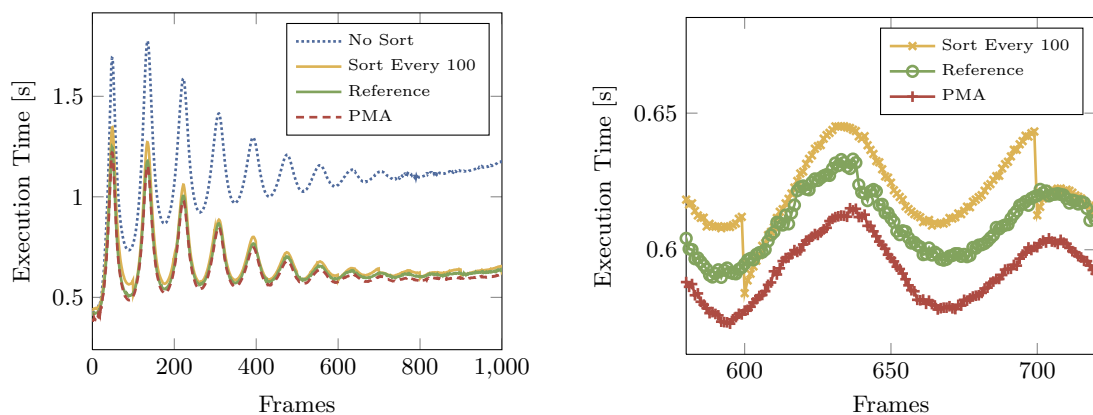 No Sort
Sort Every 100
Reference
PMA
1.5
1
0.5
0
200
400
600
800
1,000
Execution Time [s]
Frames
Sort Every 100
Reference
PMA
0.65
0.6
600
650
700
Execution Time [s]
Frames